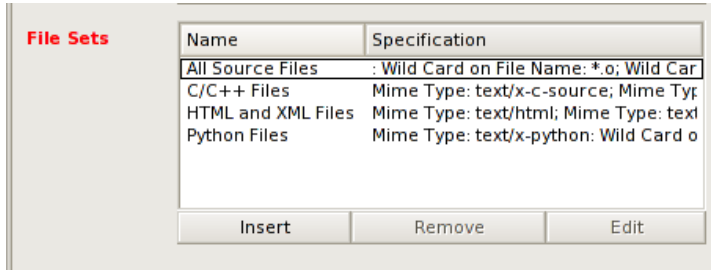 File Sets
Name Specification
All Source Files : Wild Card on File Name: *.o; Wild Car
C/C++ Files Mime Type: text/x-c-source; Mime Typ
HTML and XML Files Mime Type: text/html; Mime Type: text
Python Files Mime Type: text/x-python: Wild Card o
Insert Remove Edit